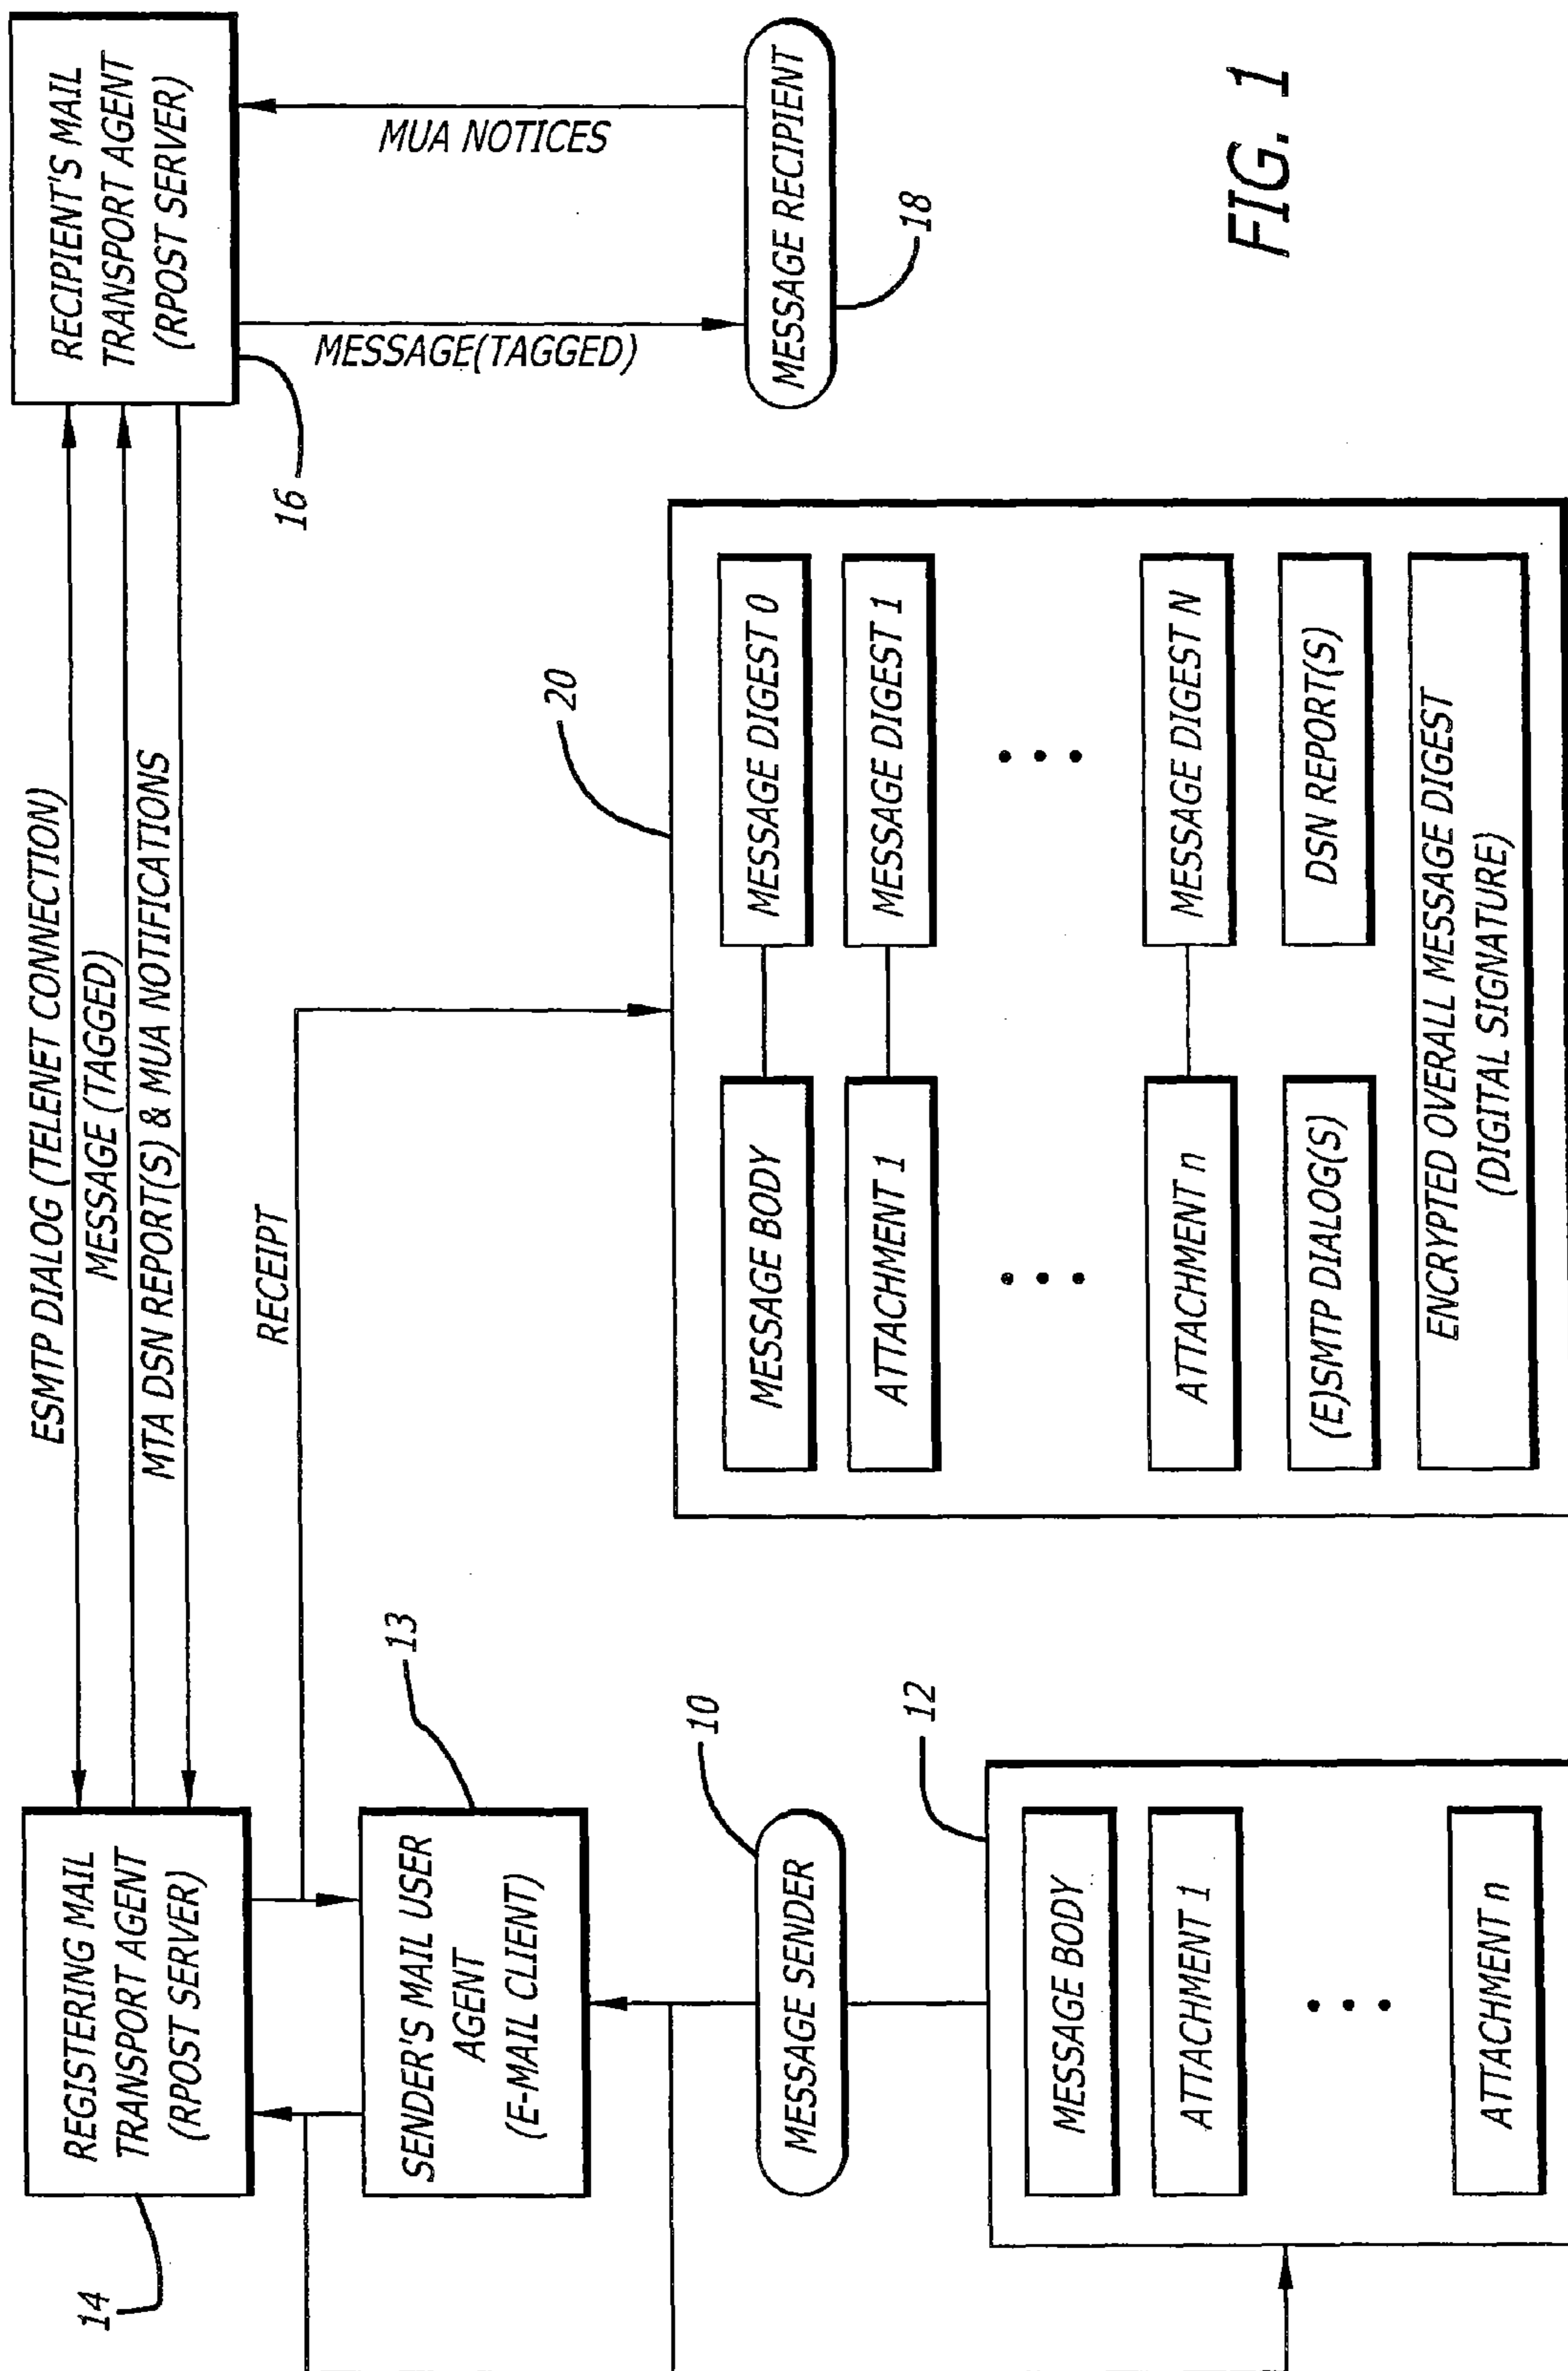 REGISTERING MAIL
TRANSPORT AGENT
(RPOST SERVER)
14
ESMTP DIALOG (TELENET CONNECTION)
MESSAGE (TAGGED)
MTA DSN REPORT(S) & MUA NOTIFICATIONS
RECIPIENT'S MAIL
TRANSPORT AGENT
(RPOST SERVER)
16
RECEIPT
SENDER'S MAIL USER
AGENT
(E-MAIL CLIENT)
13
MESSAGE(TAGGED)
MUA NOTICES
MESSAGE SENDER
10
MESSAGE RECIPIENT
18
12
MESSAGE BODY
ATTACHMENT 1
• • •
ATTACHMENT n
20
MESSAGE BODY
MESSAGE DIGEST 0
ATTACHMENT 1
MESSAGE DIGEST 1
• • •
• • •
ATTACHMENT n
MESSAGE DIGEST N
(E)SMTP DIALOG(S)
DSN REPORT(S)
ENCRYPTED OVERALL MESSAGE DIGEST
(DIGITAL SIGNATURE)
FIG. 1